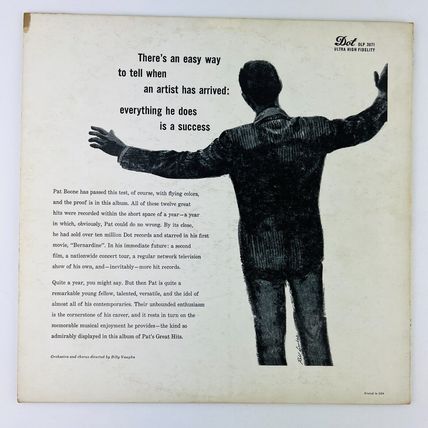 There's an easy way
to tell when
an artist has arrived:
everything he does
is a success
Dot DLP 3071
ULTRA HIGH FIDELITY
Pat Boone has passed this test, of course, with flying colors,
and the proof is in this album. All of these twelve great
hits were recorded within the short space of a year—a year
in which, obviously, Pat could do no wrong. By its close,
he had sold over ten million Dot records and starred in his first
movie, "Bernardine". In his immediate future: a second
film, a nationwide concert tour, a regular network television
show of his own, and—inevitably—more hit records.
Quite a year, you might say. But then Pat is quite a
remarkable young fellow, talented, versatile, and the idol of
almost all of his contemporaries. Their unbounded enthusiasm
is the cornerstone of his career, and it rests in turn on the
memorable musical enjoyment he provides—the kind so
admirably displayed in this album of Pat's Great Hits.
Orchestra and chorus directed by Billy Vaughn
Printed in USA